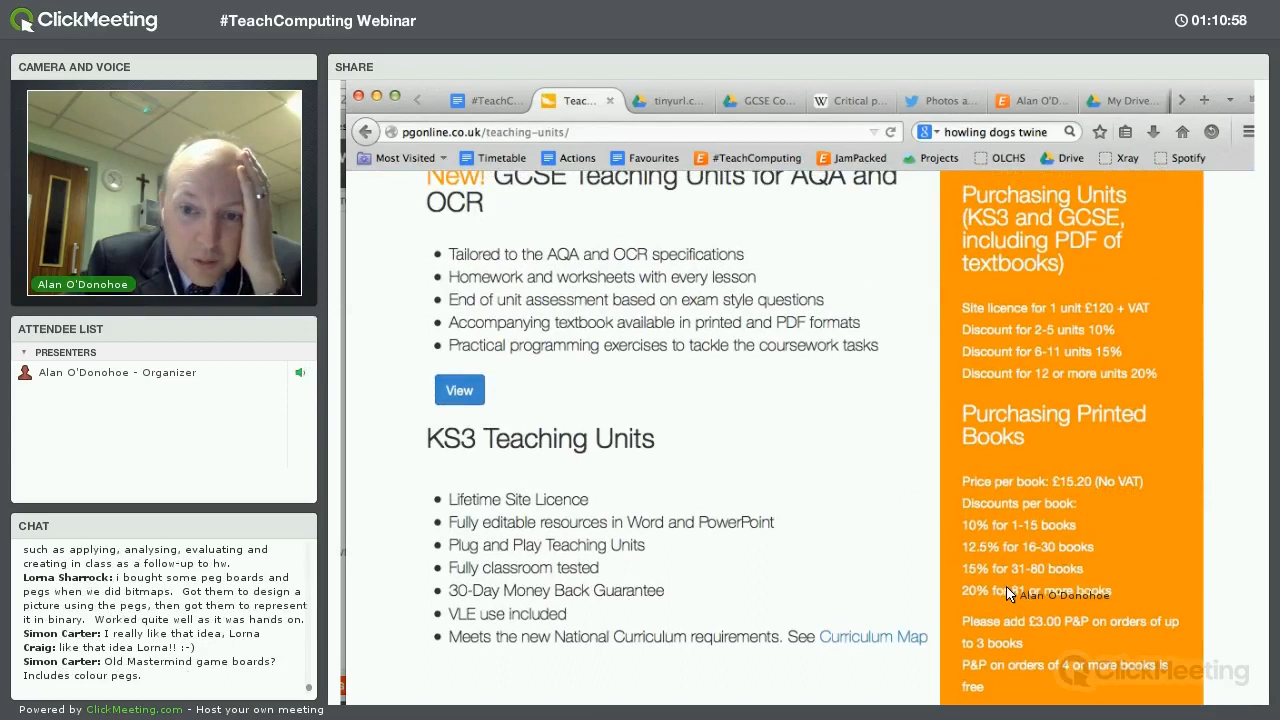 ClickMeeting
#TeachComputing Webinar
01:10:58
CAMERA AND VOICE
Alan O'Donohoe
ATTENDEE LIST
PRESENTERS
Alan O'Donohoe - Organizer
CHAT
such as applying, analysing, evaluating and
creating in class as a follow-up to hw.
Lorna Sharrock: i bought some peg boards and
pegs when we did bitmaps. Got them to design a
picture using the pegs, then got them to represent
it in binary. Worked quite well as it was hands on.
Simon Carter: I really like that idea, Lorna
Craig: like that idea Lorna!! :-)
Simon Carter: Old Mastermind game boards?
Includes colour pegs.
Powered by ClickMeeting.com - Host your own meeting
SHARE
#TeachC...
Teac...
tinyurl.c...
GSCE Co...
Critical p...
Photos a...
Alan O'D...
My Drive...
pgonline.co.uk/teaching-units/
howling dogs twine
Most Visited
Timetable
Actions
Favourites
#TeachComputing
JamPacked
Projects
OLCHS
Drive
Xray
Spotify
New! GCSE Teaching Units for AQA and
OCR
Tailored to the AQA and OCR specifications
Homework and worksheets with every lesson
End of unit assessment based on exam style questions
Accompanying textbook available in printed and PDF formats
Practical programming exercises to tackle the coursework tasks
View
KS3 Teaching Units
Lifetime Site Licence
Fully editable resources in Word and PowerPoint
Plug and Play Teaching Units
Fully classroom tested
30-Day Money Back Guarantee
VLE use included
Meets the new National Curriculum requirements. See Curriculum Map
Purchasing Units
(KS3 and GCSE,
including PDF of
textbooks)
Site licence for 1 unit £120 + VAT
Discount for 2-5 units 10%
Discount for 6-11 units 15%
Discount for 12 or more units 20%
Purchasing Printed
Books
Price per book: £15.20 (No VAT)
Discounts per book:
10% for 1-15 books
12.5% for 16-30 books
15% for 31-80 books
20% for 81 or more books
Alan O'Donohoe
Please add £3.00 P&P on orders of up
to 3 books
P&P on orders of 4 or more books is
free
ClickMeeting